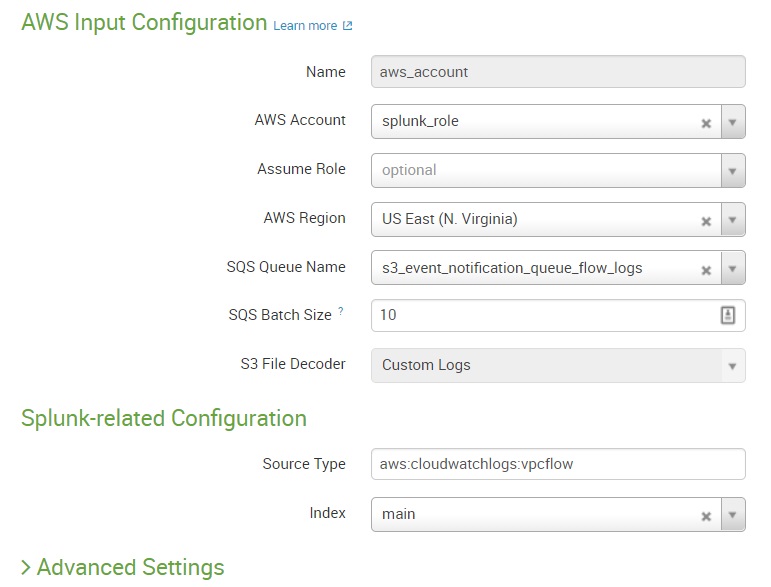 AWS Input Configuration Learn more
Name aws_account
AWS Account splunk_role
Assume Role optional
AWS Region US East (N. Virginia)
SQS Queue Name s3_event_notification_queue_flow_logs
SQS Batch Size ? 10
S3 File Decoder Custom Logs
Splunk-related Configuration
Source Type aws:cloudwatchlogs:vpcflow
Index main
Advanced Settings